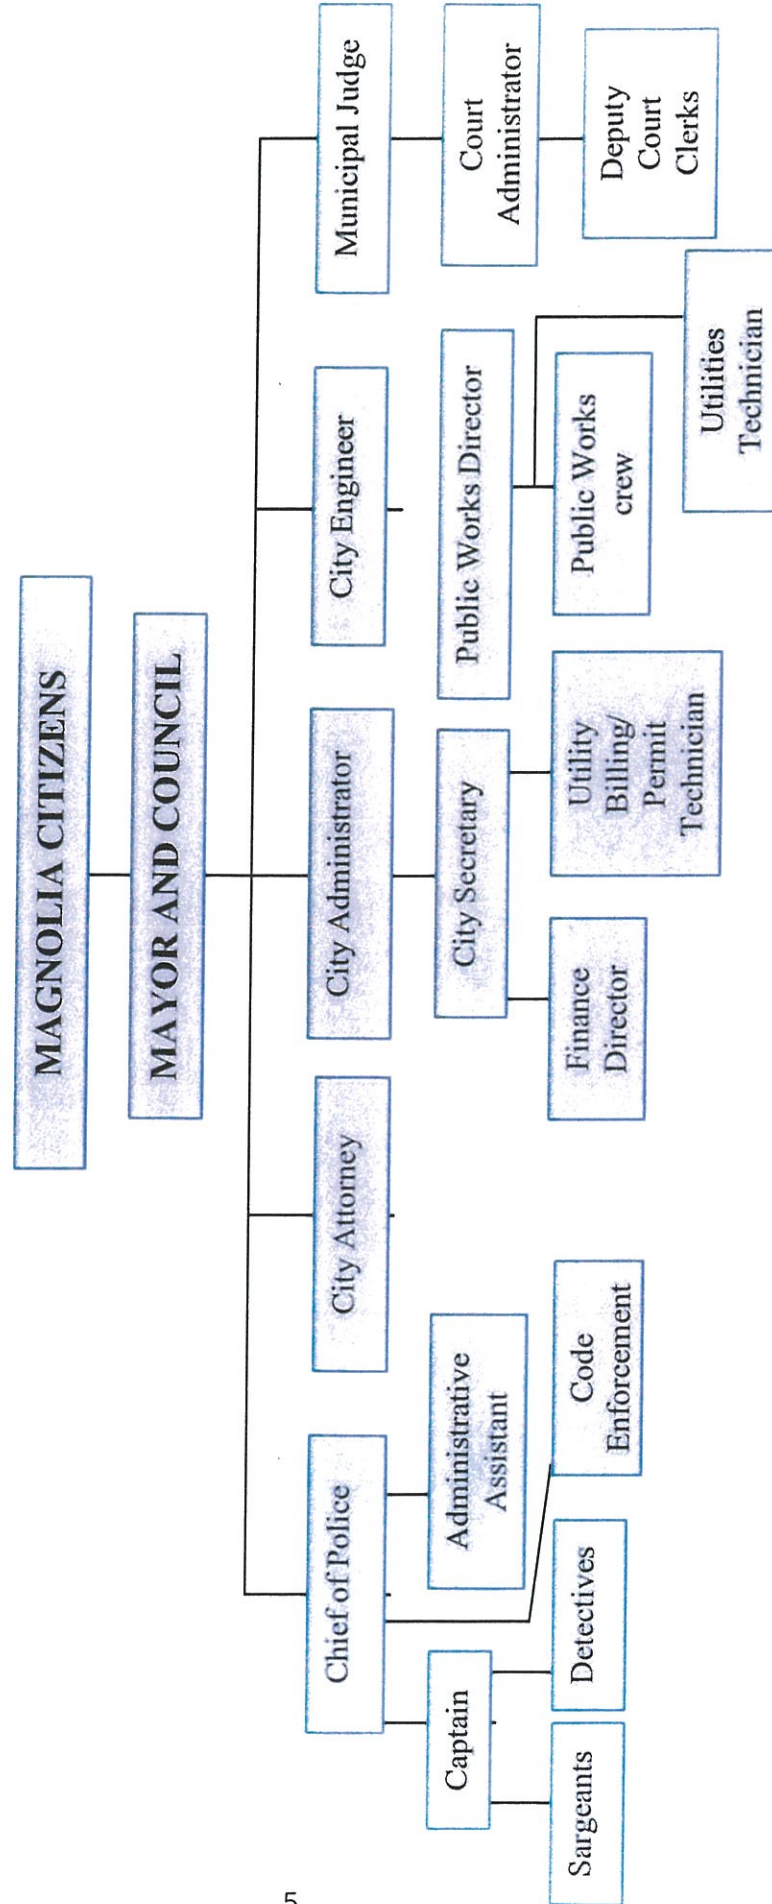 MAGNOLIA CITIZENS
MAYOR AND COUNCIL
Chief of Police
City Attorney
City Administrator
City Engineer
Municipal Judge
Captain
Administrative
Assistant
City Secretary
Public Works Director
Court
Administrator
Sargeants
Detectives
Code
Enforcement
Finance
Director
Utility
Billing/
Permit
Technician
Public Works
crew
Deputy
Court
Clerks
Utilities
Technician
5